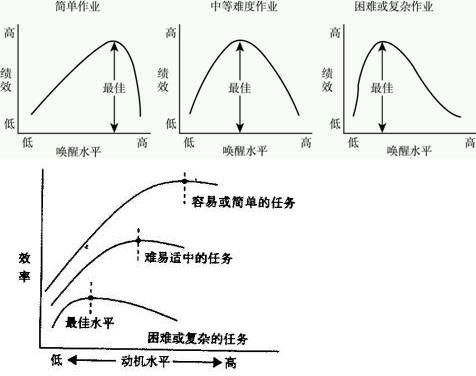 简单作业
高
绩效
低
最佳
低
高
唤醒水平
中等难度作业
高
绩效
低
最佳
低
高
唤醒水平
困难或复杂作业
高
绩效
低
最佳
低
高
唤醒水平
效率
容易或简单的任务
难易适中的任务
最佳水平
困难或复杂的任务
低 动机水平 高